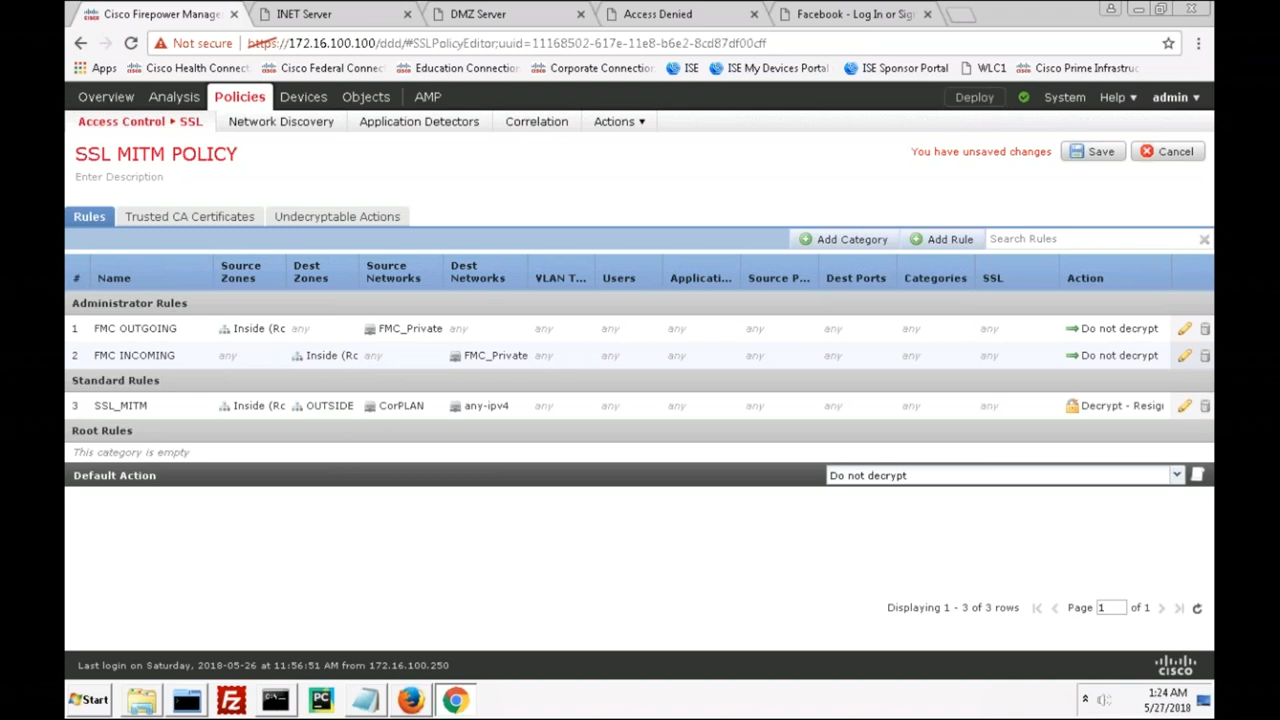 Cisco Firepower Manage
INET Server
DMZ Server
Access Denied
Facebook - Log In or Sig
Not secure
https://172.16.100.100/ddd/#SSLPolicyEditor;uuid=11168502-617e-11e8-b6e2-8cd87df00cff
Apps
Cisco Health Connect
Cisco Federal Connec
Education Connection
Corporate Connection
ISE
ISE My Devices Portal
ISE Sponsor Portal
WLC1
Cisco Prime Infrastruc
Overview Analysis Policies Devices Objects AMP
Deploy System Help admin
Access Control SSL Network Discovery Application Detectors Correlation Actions
SSL MITM POLICY
You have unsaved changes Save Cancel
Enter Description
Rules Trusted CA Certificates Undecryptable Actions
Add Category Add Rule Search Rules
# Name Source Zones Dest Zones Source Networks Dest Networks VLAN T... Users Applicati... Source P... Dest Ports Categories SSL Action
Administrator Rules
1 FMC OUTGOING Inside (Rc any FMC_Private any any any any any any any any Do not decrypt
2 FMC INCOMING any Inside (Rc any FMC_Private any any any any any any any Do not decrypt
Standard Rules
3 SSL_MITM Inside (Rc OUTSIDE CorPLAN any-ipv4 any any any any any any any Decrypt - Resig
Root Rules
This category is empty
Default Action Do not decrypt
Displaying 1 - 3 of 3 rows Page 1 of 1
Last login on Saturday, 2018-05-26 at 11:56:51 AM from 172.16.100.250
CISCO
Start
Fz
PC
1:24 AM
5/27/2018